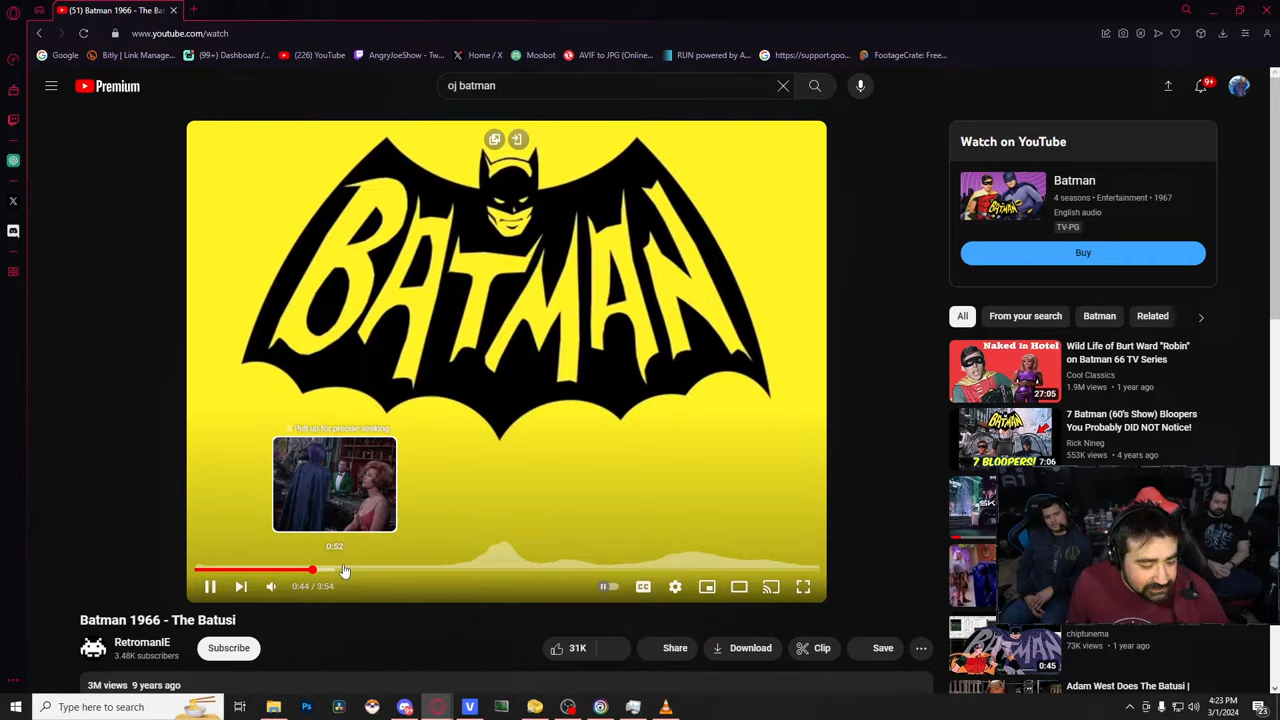 (51) Batman 1966 - The Bat
www.youtube.com/watch
Google
Bitly | Link Manage...
(99+) Dashboard /...
(226) YouTube
AngryJoeShow - Tw...
Home / X
Moobot
AVIF to JPG (Online...
RUN powered by A...
https://support.goo...
FootageCrate: Free...
Premium
oj batman
9+
BATMAN
Pull up for precise seeking
0:52
0:44 / 3:54
CC
Batman 1966 - The Batusi
RetromanIE
3.48K subscribers
Subscribe
31K
Share
Download
Clip
Save
3M views 9 years ago
Watch on YouTube
Batman
4 seasons • Entertainment • 1967
English audio
TV-PG
Buy
All
From your search
Batman
Related
Naked In Hotel
27:05
Wild Life of Burt Ward "Robin" on Batman 66 TV Series
Cool Classics
1.9M views • 1 year ago
7 BLOOPERS!
7:06
7 Batman (60's Show) Bloopers You Probably DID NOT Notice!
Rick Nineg
553K views • 4 years ago
chiptunema
73K views • 1 year ago
0:45
Adam West Does The Batusi |
Type here to search
4:23 PM
3/1/2024
23